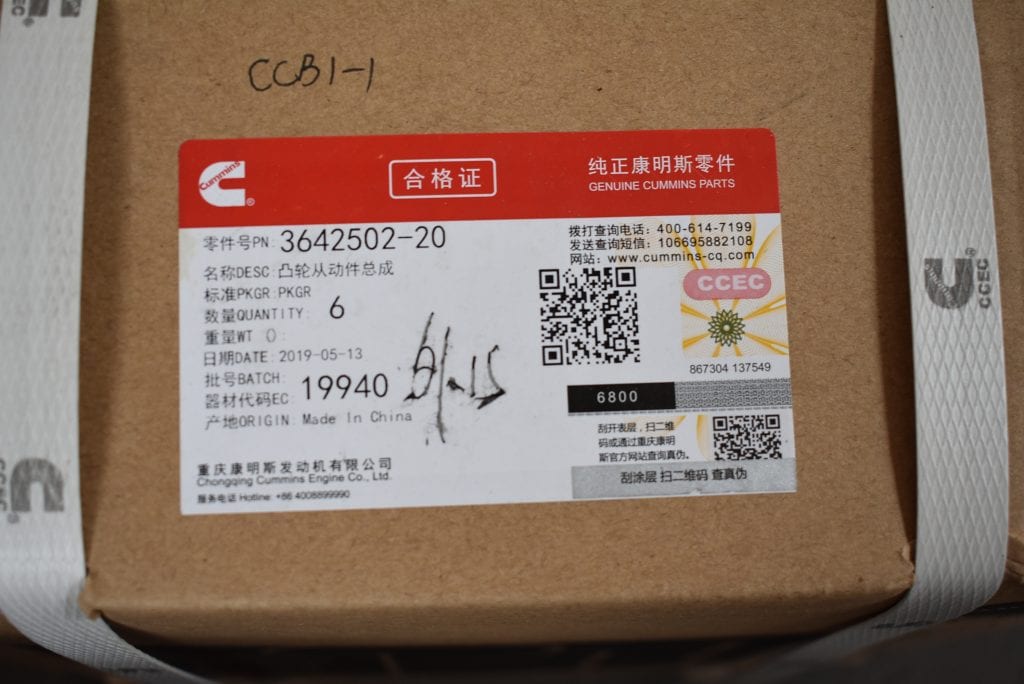 CCB1-1
Cummins
合格证
纯正康明斯零件
GENUINE CUMMINS PARTS
零件号PN: 3642502-20
名称DESC: 凸轮从动件总成
标准PKGR: PKGR
数量QUANTITY: 6
重量WT 0:
日期DATE: 2019-05-13
批号BATCH: 19940
器材代码EC:
产地ORIGIN: Made In China
重庆康明斯发动机有限公司
Chongqing Cummins Engine Co., Ltd.
服务电话 Hotline: +86 4008899990
拨打查询电话: 400-614-7199
发送查询短信: 106695882108
网站: www.cummins-cq.com
CCEC
867304 137549
6800
刮开表层，扫二维
码或通过重庆康明
斯官方网站查询真伪。
刮涂层 扫二维码 查真伪
CCEC